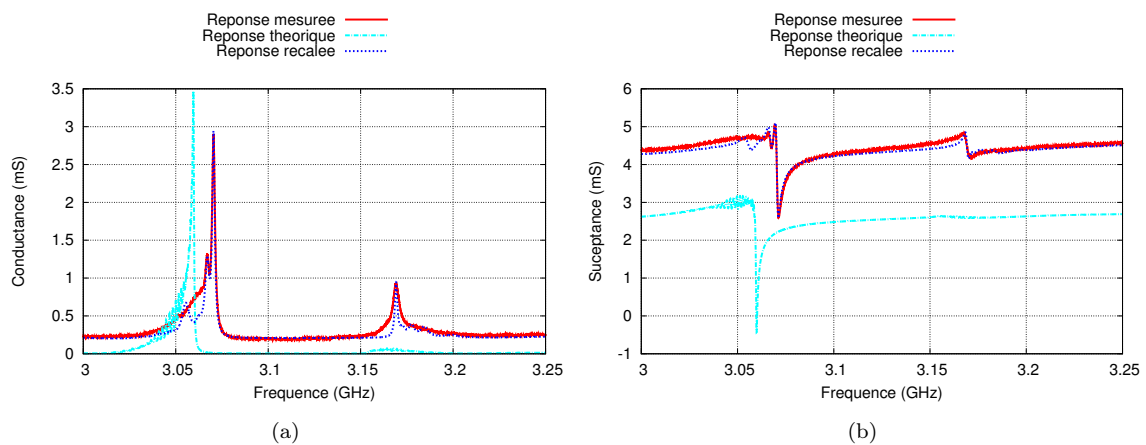 Reponse mesuree
Reponse theorique
Reponse recalee
3.5
3
2.5
2
1.5
1
0.5
0
Conductance (mS)
3 3.05 3.1 3.15 3.2 3.25
Frequence (GHz)
(a)
Reponse mesuree
Reponse theorique
Reponse recalee
6
5
4
3
2
1
0
−1
Suceptance (mS)
3 3.05 3.1 3.15 3.2 3.25
Frequence (GHz)
(b)